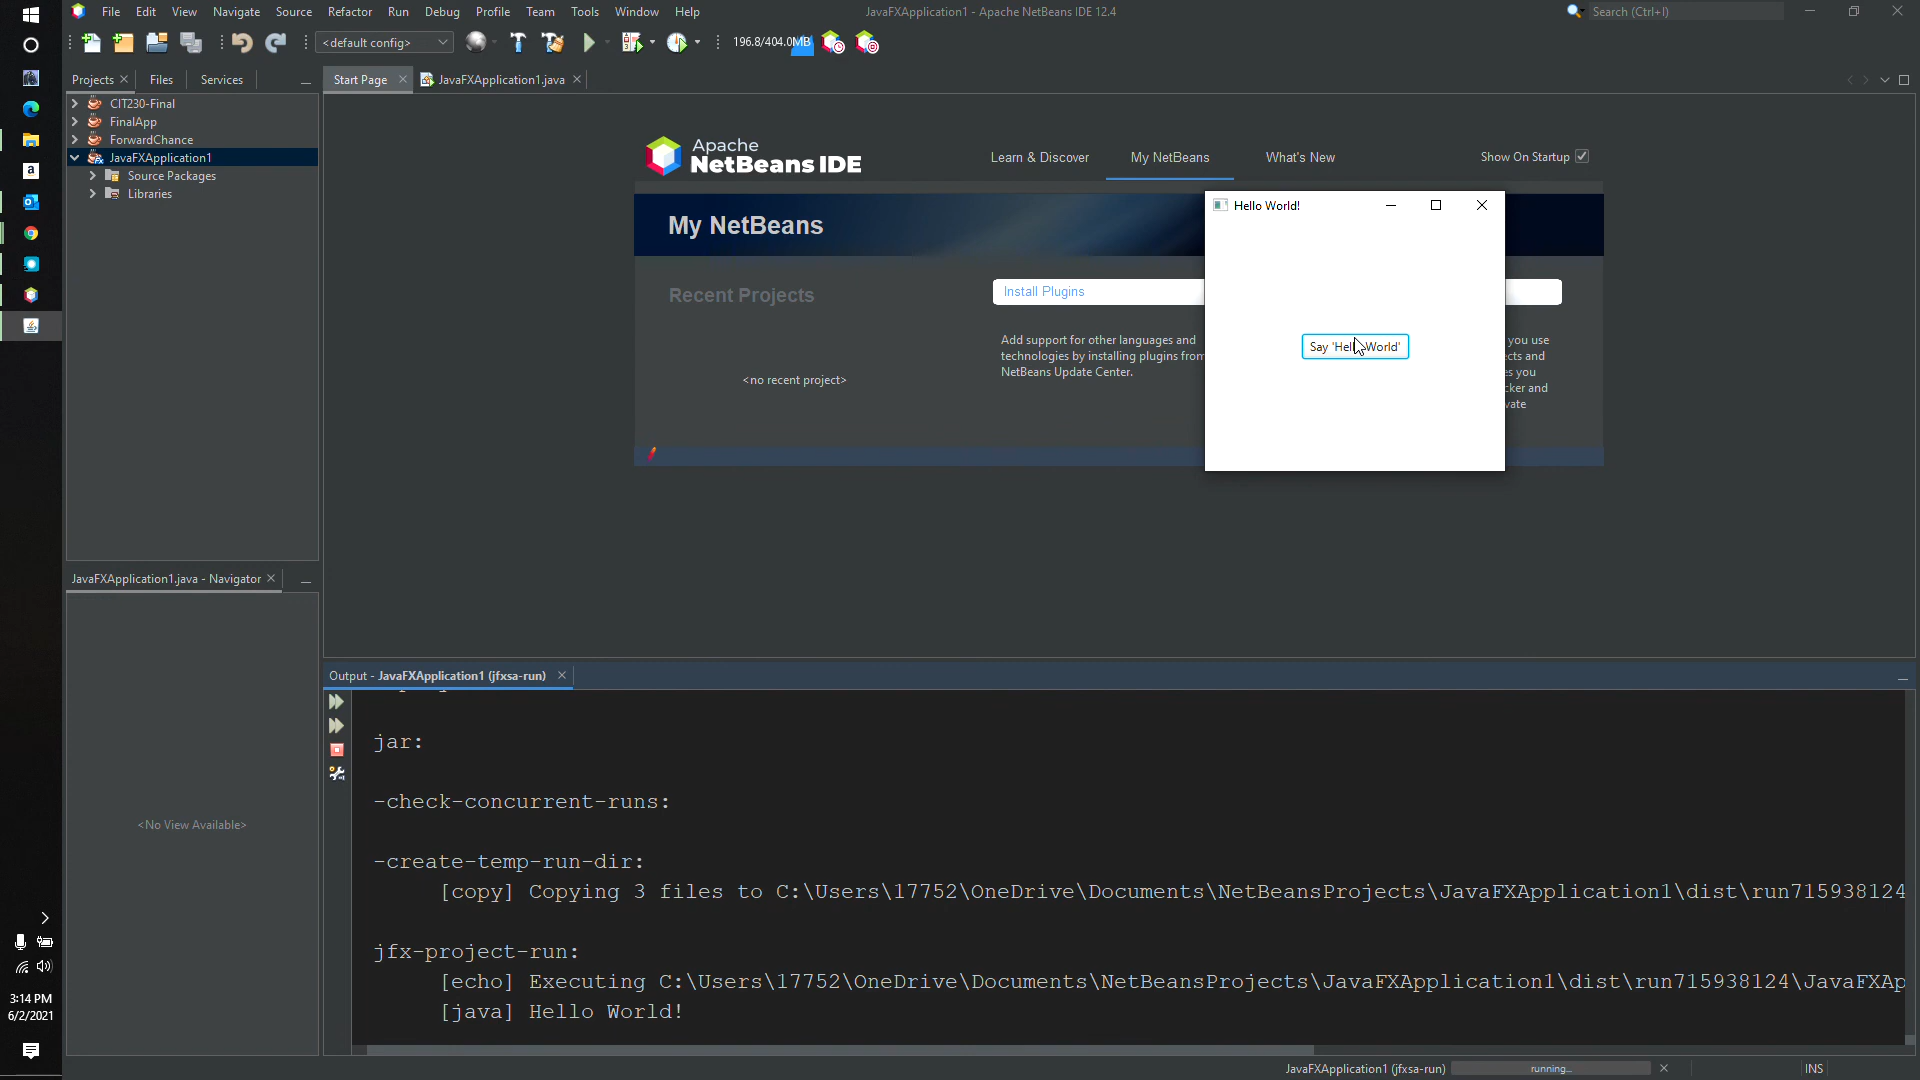 File Edit View Navigate Source Refactor Run Debug Profile Team Tools Window Help
JavaFXApplication1 - Apache NetBeans IDE 12.4
Search (Ctrl+I)
<default config>
196.8/404.0MB
Projects Files Services
Start Page JavaFXApplication1.java
CIT230-Final
FinalApp
ForwardChance
JavaFXApplication1
Source Packages
Libraries
Apache
NetBeans IDE
Learn & Discover My NetBeans What's New Show On Startup
My NetBeans
Recent Projects
<no recent project>
Install Plugins
Add support for other languages and
technologies by installing plugins from
NetBeans Update Center.
Hello World!
Say 'Hello World'
you use
and
you
and
JavaFXApplication1.java - Navigator
<No View Available>
Output - JavaFXApplication1 (jfxsa-run)
jar:
-check-concurrent-runs:
-create-temp-run-dir:
[copy] Copying 3 files to C:\Users\17752\OneDrive\Documents\NetBeansProjects\JavaFXApplication1\dist\run715938124
jfx-project-run:
[echo] Executing C:\Users\17752\OneDrive\Documents\NetBeansProjects\JavaFXApplication1\dist\run715938124\JavaFXAp
[java] Hello World!
3:14 PM
6/2/2021
JavaFXApplication1 (jfxsa-run) running... INS